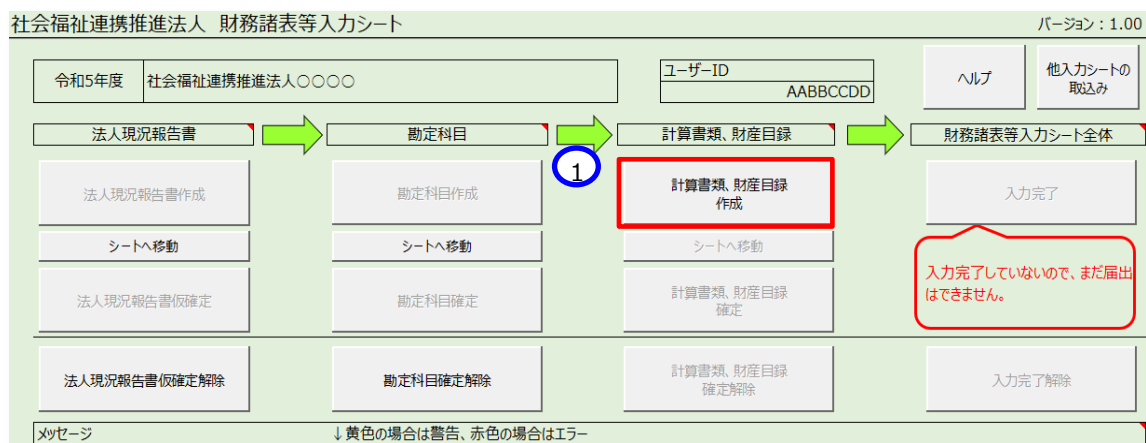 社会福祉連携推進法人 財務諸表等入力シート
バージョン：1.00
令和5年度
社会福祉連携推進法人○○○○
ユーザーID
AABBCCDD
ヘルプ
他入力シートの
取込み
法人現況報告書
勘定科目
計算書類、財産目録
財務諸表等入力シート全体
1
法人現況報告書作成
勘定科目作成
計算書類、財産目録
作成
入力完了
シートへ移動
シートへ移動
シートへ移動
入力完了していないので、まだ届出
はできません。
法人現況報告書仮確定
勘定科目確定
計算書類、財産目録
確定
法人現況報告書仮確定解除
勘定科目確定解除
計算書類、財産目録
確定解除
入力完了解除
メッセージ
↓黄色の場合は警告、赤色の場合はエラー